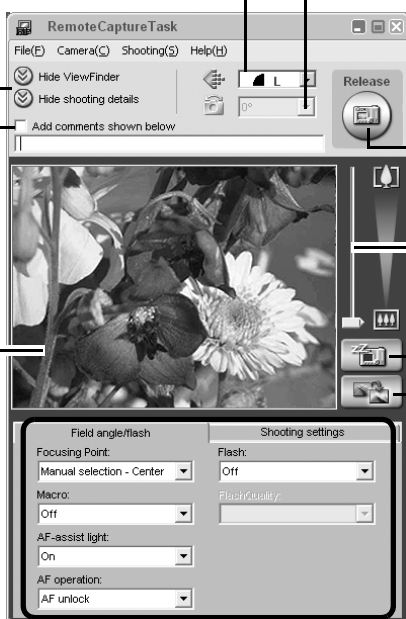 RemoteCaptureTask
File(F) Camera(C) Shooting(S) Help(H)
Hide ViewFinder
Hide shooting details
L
0°
Release
Add comments shown below
Field angle/flash
Shooting settings
Focusing Point:
Flash:
Manual selection - Center
Off
Macro:
FlashQuality:
Off
AF-assist light:
On
AF operation:
AF unlock